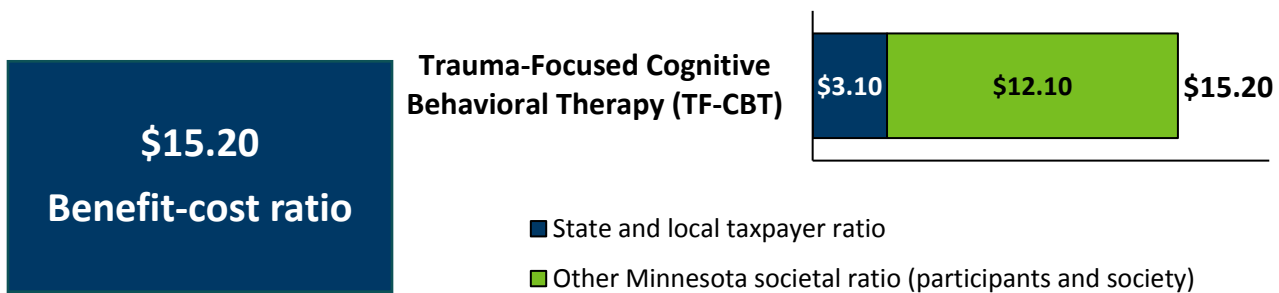 $15.20
Benefit-cost ratio
Trauma-Focused Cognitive
Behavioral Therapy (TF-CBT)
$3.10
$12.10
$15.20
State and local taxpayer ratio
Other Minnesota societal ratio (participants and society)